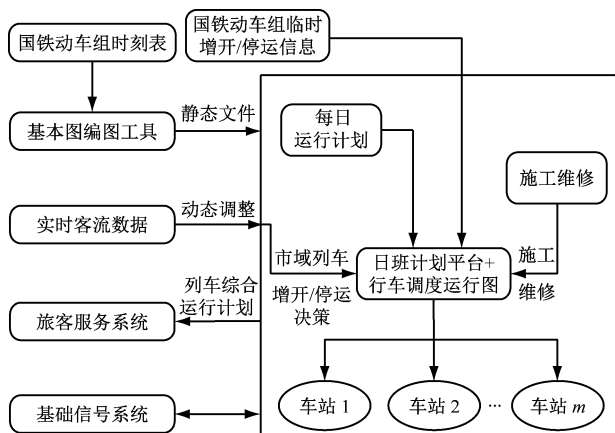 国铁动车组时刻表
国铁动车组临时
增开/停运信息
基本图编图工具
静态文件
每日
运行计划
施工维修
实时客流数据
动态调整
市域列车
增开/停运
决策
日班计划平台+
行车调度运行图
施工
维修
列车综合
运行计划
旅客服务系统
基础信号系统
车站 1
车站 2
···
车站 m